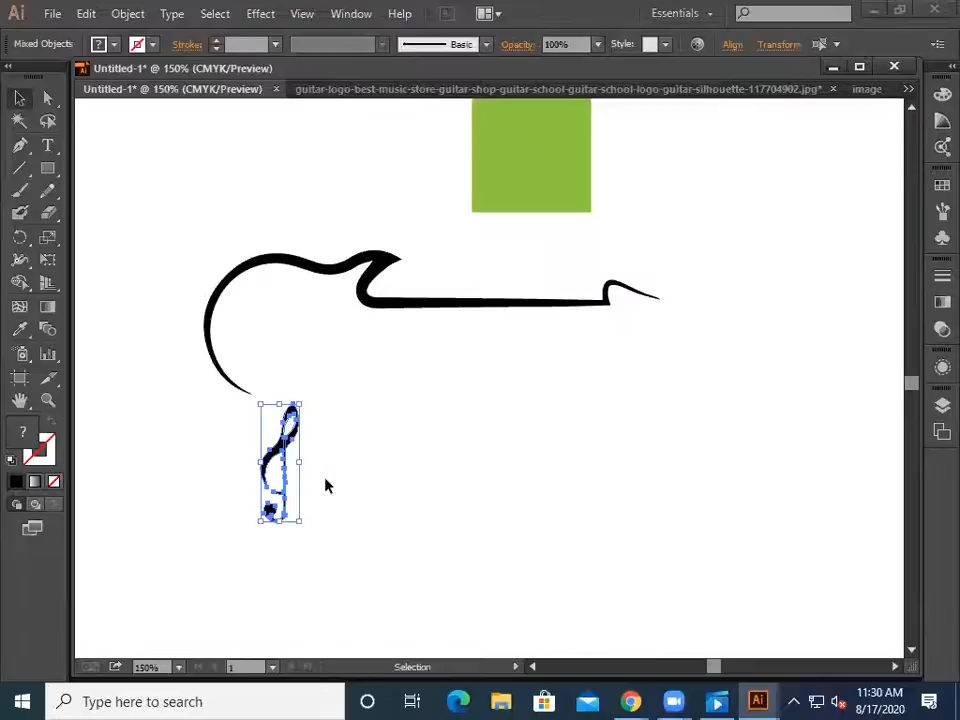 Ai File Edit Object Type Select Effect View Window Help Br Essentials
Mixed Objects ? Stroke: Basic Opacity: 100% Style: Align Transform
Ai Untitled-1* @ 150% (CMYK/Preview)
Untitled-1* @ 150% (CMYK/Preview) × guitar-logo-best-music-store-guitar-shop-guitar-school-guitar-school-logo-guitar-silhouette-117704902.jpg* × image
T
?
150% 1 Selection
Type here to search
Ai
11:30 AM
8/17/2020